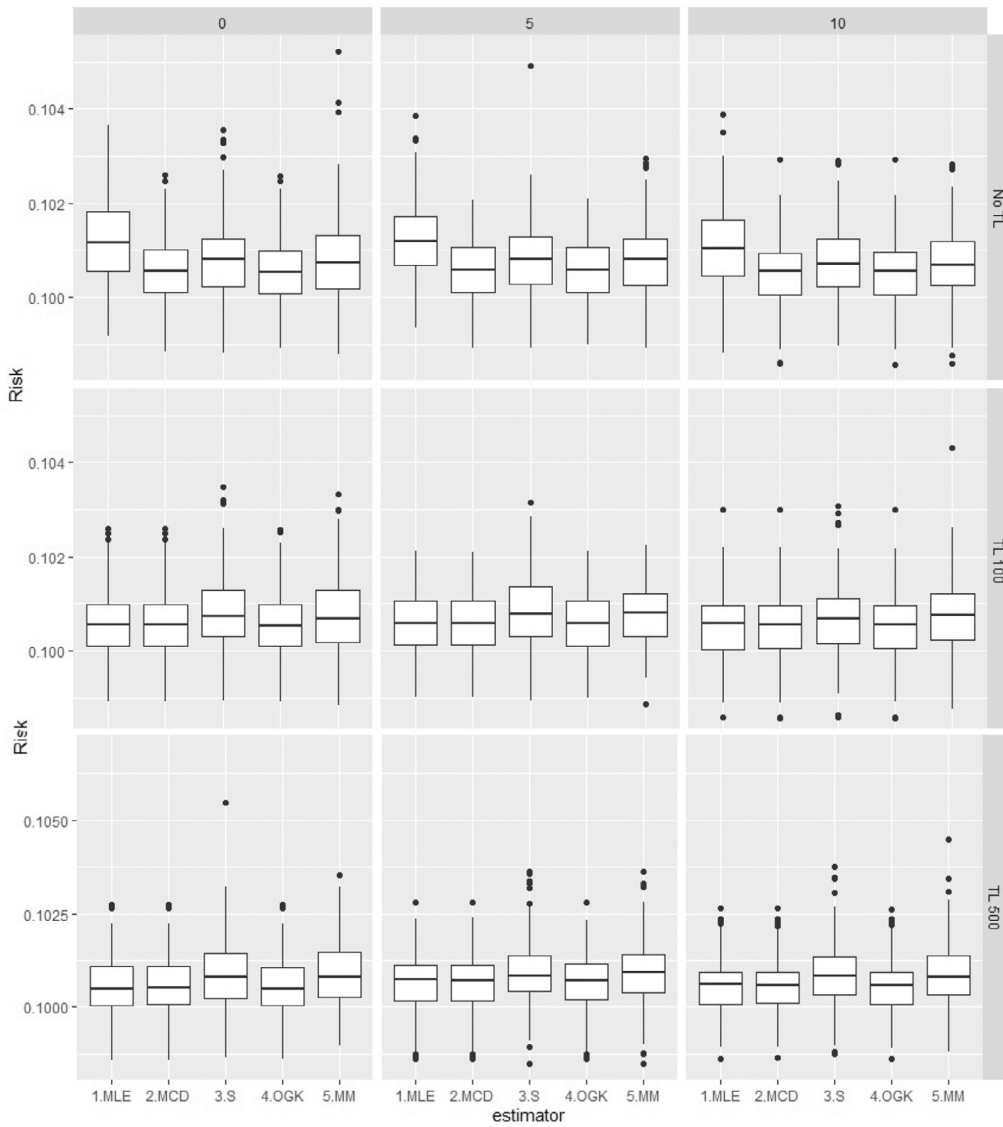 0 5 10
0.104
0.102
0.100
No TL
Risk
0.104
0.102
0.100
TL 100
Risk
0.1050
0.1025
0.1000
TL 500
1.MLE 2.MCD 3.S 4.OGK 5.MM 1.MLE 2.MCD 3.S 4.OGK 5.MM 1.MLE 2.MCD 3.S 4.OGK 5.MM
estimator